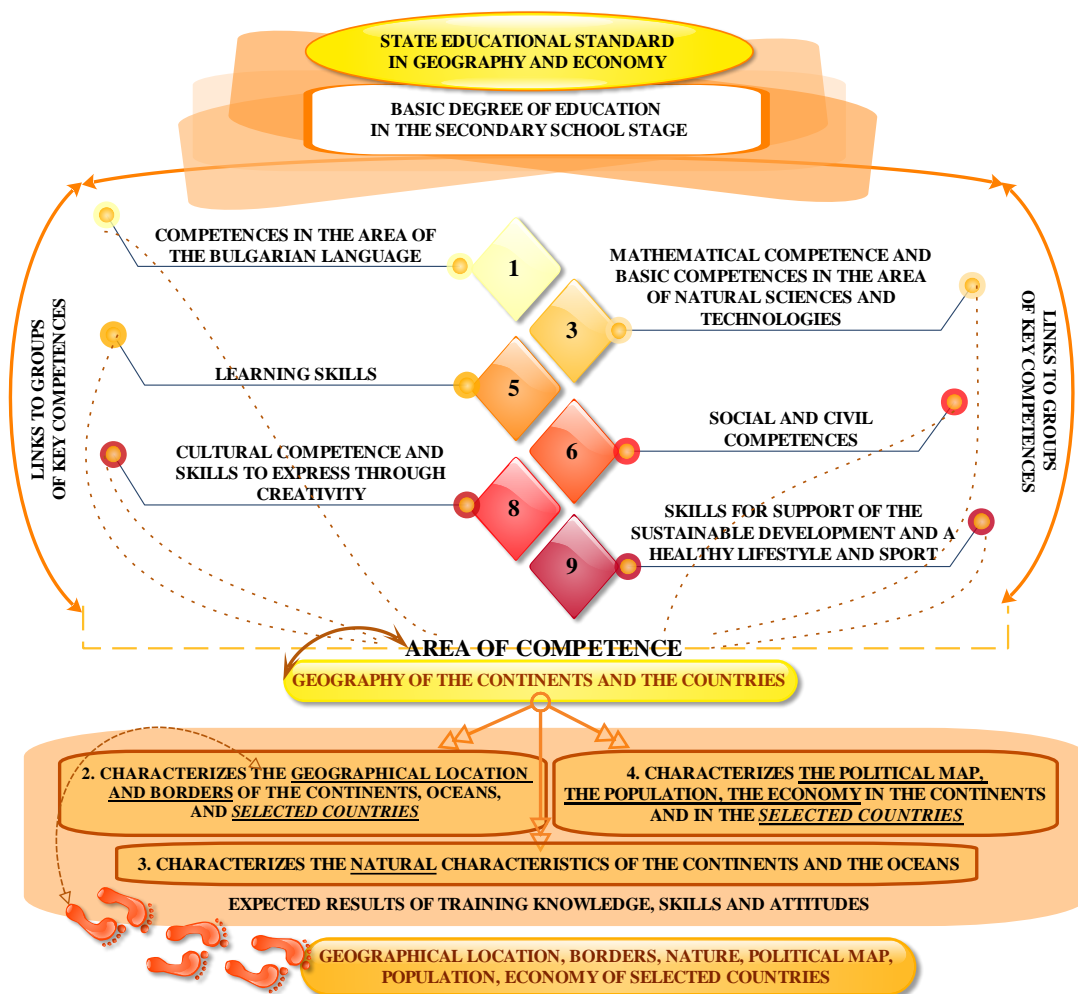 STATE EDUCATIONAL STANDARD
IN GEOGRAPHY AND ECONOMY
BASIC DEGREE OF EDUCATION
IN THE SECONDARY SCHOOL STAGE
LINKS TO GROUPS
OF KEY COMPETENCES
COMPETENCES IN THE AREA OF
THE BULGARIAN LANGUAGE
1
MATHEMATICAL COMPETENCE AND
BASIC COMPETENCES IN THE AREA
OF NATURAL SCIENCES AND
TECHNOLOGIES
3
LEARNING SKILLS
5
SOCIAL AND CIVIL
COMPETENCES
6
CULTURAL COMPETENCE AND
SKILLS TO EXPRESS THROUGH
CREATIVITY
8
SKILLS FOR SUPPORT OF THE
SUSTAINABLE DEVELOPMENT AND A
HEALTHY LIFESTYLE AND SPORT
9
LINKS TO GROUPS
OF KEY COMPETENCES
AREA OF COMPETENCE
GEOGRAPHY OF THE CONTINENTS AND THE COUNTRIES
2. CHARACTERIZES THE GEOGRAPHICAL LOCATION
AND BORDERS OF THE CONTINENTS, OCEANS,
AND SELECTED COUNTRIES
4. CHARACTERIZES THE POLITICAL MAP,
THE POPULATION, THE ECONOMY IN THE CONTINENTS
AND IN THE SELECTED COUNTRIES
3. CHARACTERIZES THE NATURAL CHARACTERISTICS OF THE CONTINENTS AND THE OCEANS
EXPECTED RESULTS OF TRAINING KNOWLEDGE, SKILLS AND ATTITUDES
GEOGRAPHICAL LOCATION, BORDERS, NATURE, POLITICAL MAP,
POPULATION, ECONOMY OF SELECTED COUNTRIES